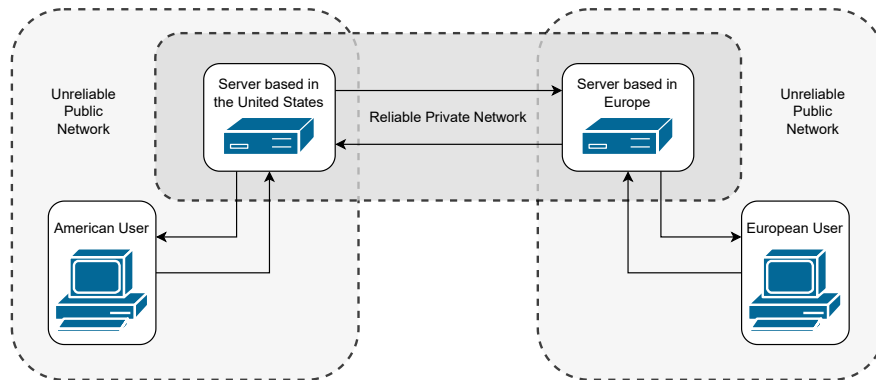 Unreliable
Public
Network
Server based in
the United States
Reliable Private Network
Server based in
Europe
Unreliable
Public
Network
American User
European User